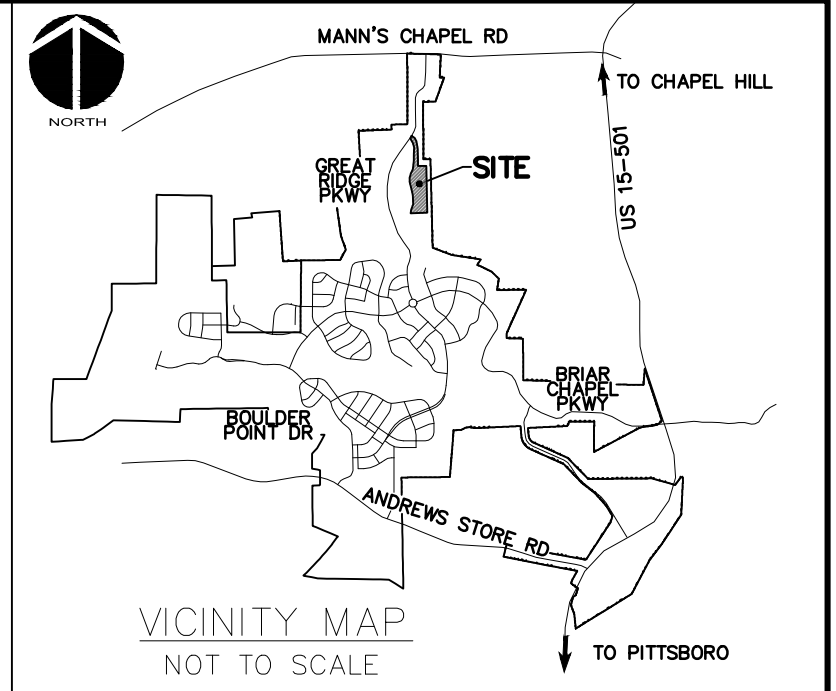 MANN'S CHAPEL RD
NORTH
TO CHAPEL HILL
US 15-501
GREAT
RIDGE
PKWY
SITE
BRIAR
CHAPEL
PKWY
BOULDER
POINT DR
ANDREWS STORE RD
VICINITY MAP
NOT TO SCALE
TO PITTSBORO